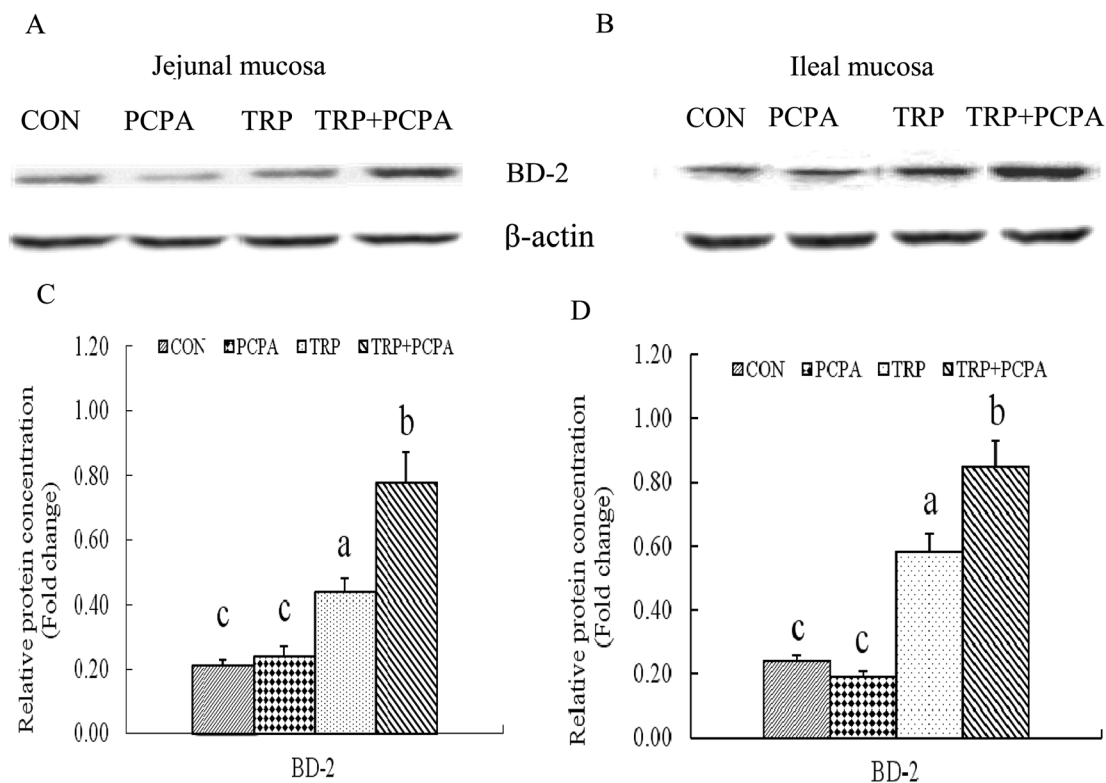 A
Jejunal mucosa
CON PCPA TRP TRP+PCPA
B
Ileal mucosa
CON PCPA TRP TRP+PCPA
BD-2
β-actin
C
Relative protein concentration
(Fold change)
1.20
1.00
0.80
0.60
0.40
0.20
0.00
CON PCPA TRP TRP+PCPA
c c a b
BD-2
D
Relative protein concentration
(Fold change)
1.20
1.00
0.80
0.60
0.40
0.20
0.00
CON PCPA TRP TRP+PCPA
c c a b
BD-2